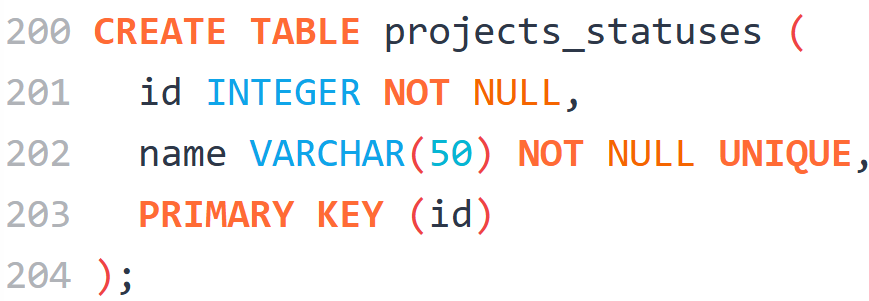 200 CREATE TABLE projects_statuses (
201   id INTEGER NOT NULL,
202   name VARCHAR(50) NOT NULL UNIQUE,
203   PRIMARY KEY (id)
204 );